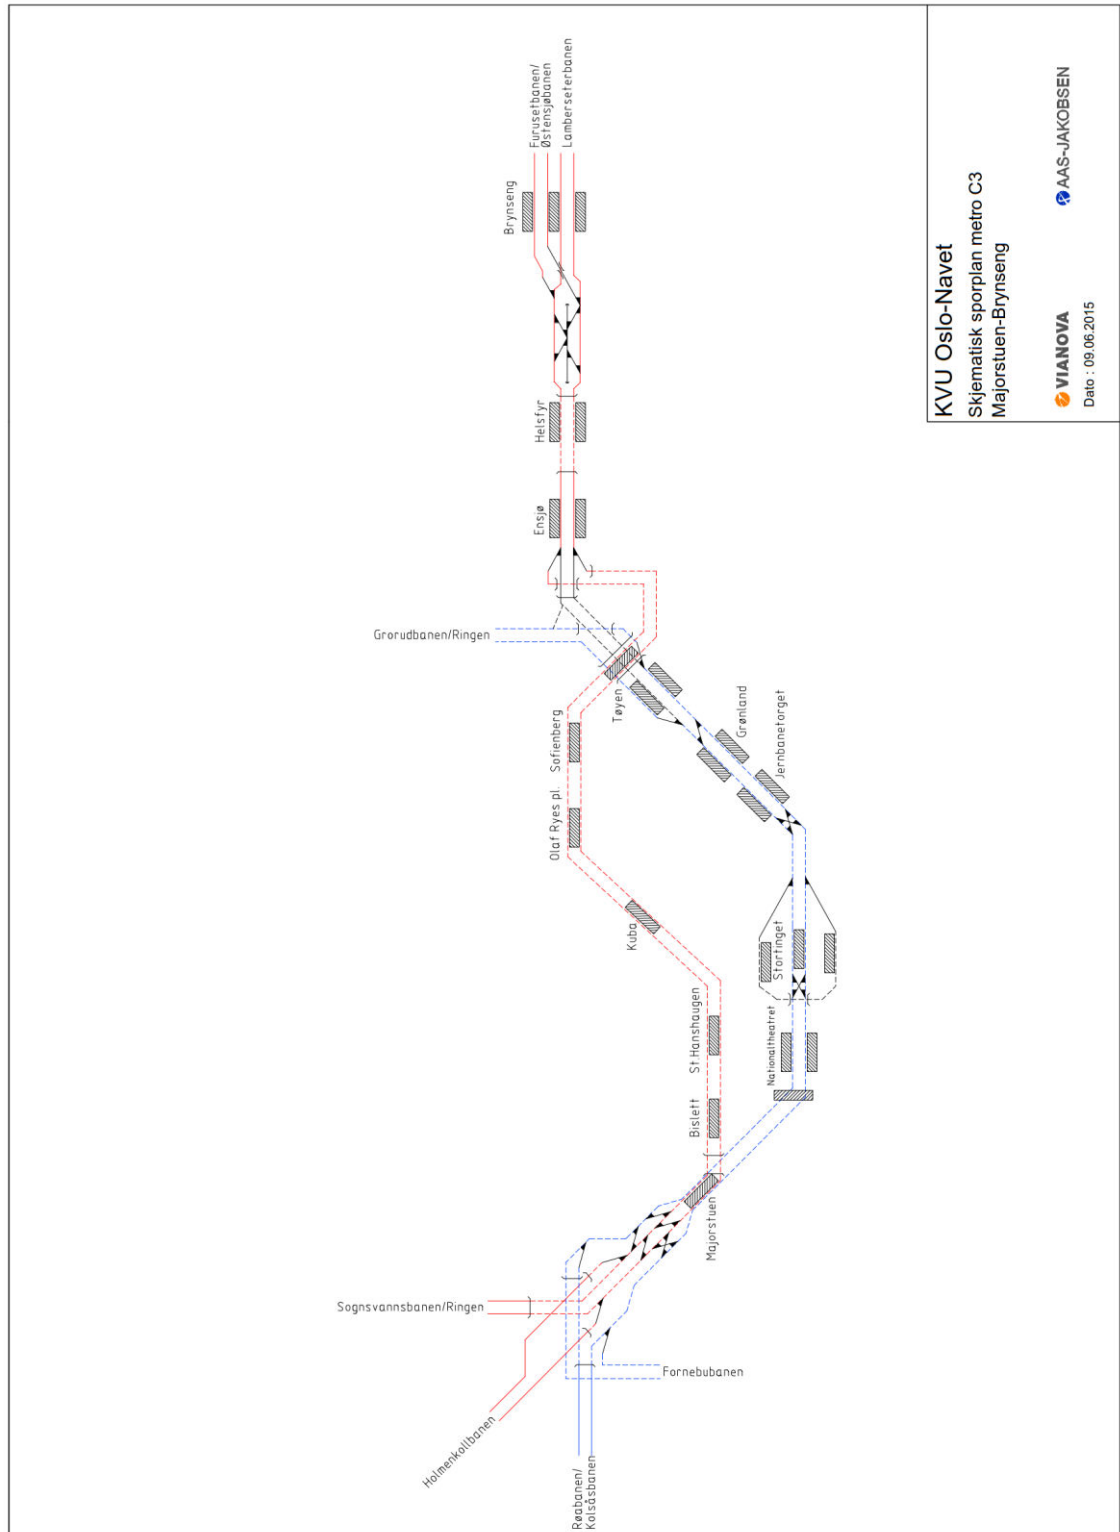 Furusetbanen/
Østensjøbanen
Lamberseterbanen
Brynseng
Helsfyr
Ensjø
Grorudbanen/Ringen
Tøyen
Sofienberg
Grønland
Jernbanetorget
Olaf Ryes pl.
Kuba
Stortinget
St.Hanshaugen
Nationaltheatret
Bislett
Majorstuen
Sognsvannsbanen/Ringen
Fornebubanen
Holmenkollbanen
Røabanen/
Kolsåsbanen
KVU Oslo-Navet
Skjematisk sporplan metro C3
Majorstuen-Brynseng
VIANOVA
AAS-JAKOBSEN
Dato : 09.06.2015